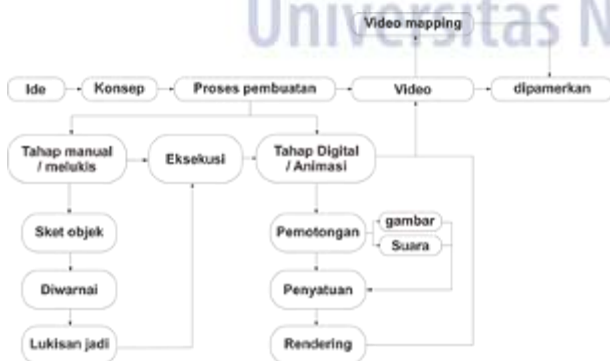 Universitas N
Video mapping
Ide
Konsep
Proses pembuatan
Video
dipamerkan
Tahap manual
/ melukis
Eksekusi
Tahap Digital
/ Animasi
Sket objek
Pemotongan
gambar
Suara
Diwarnai
Penyatuan
Lukisan jadi
Rendering